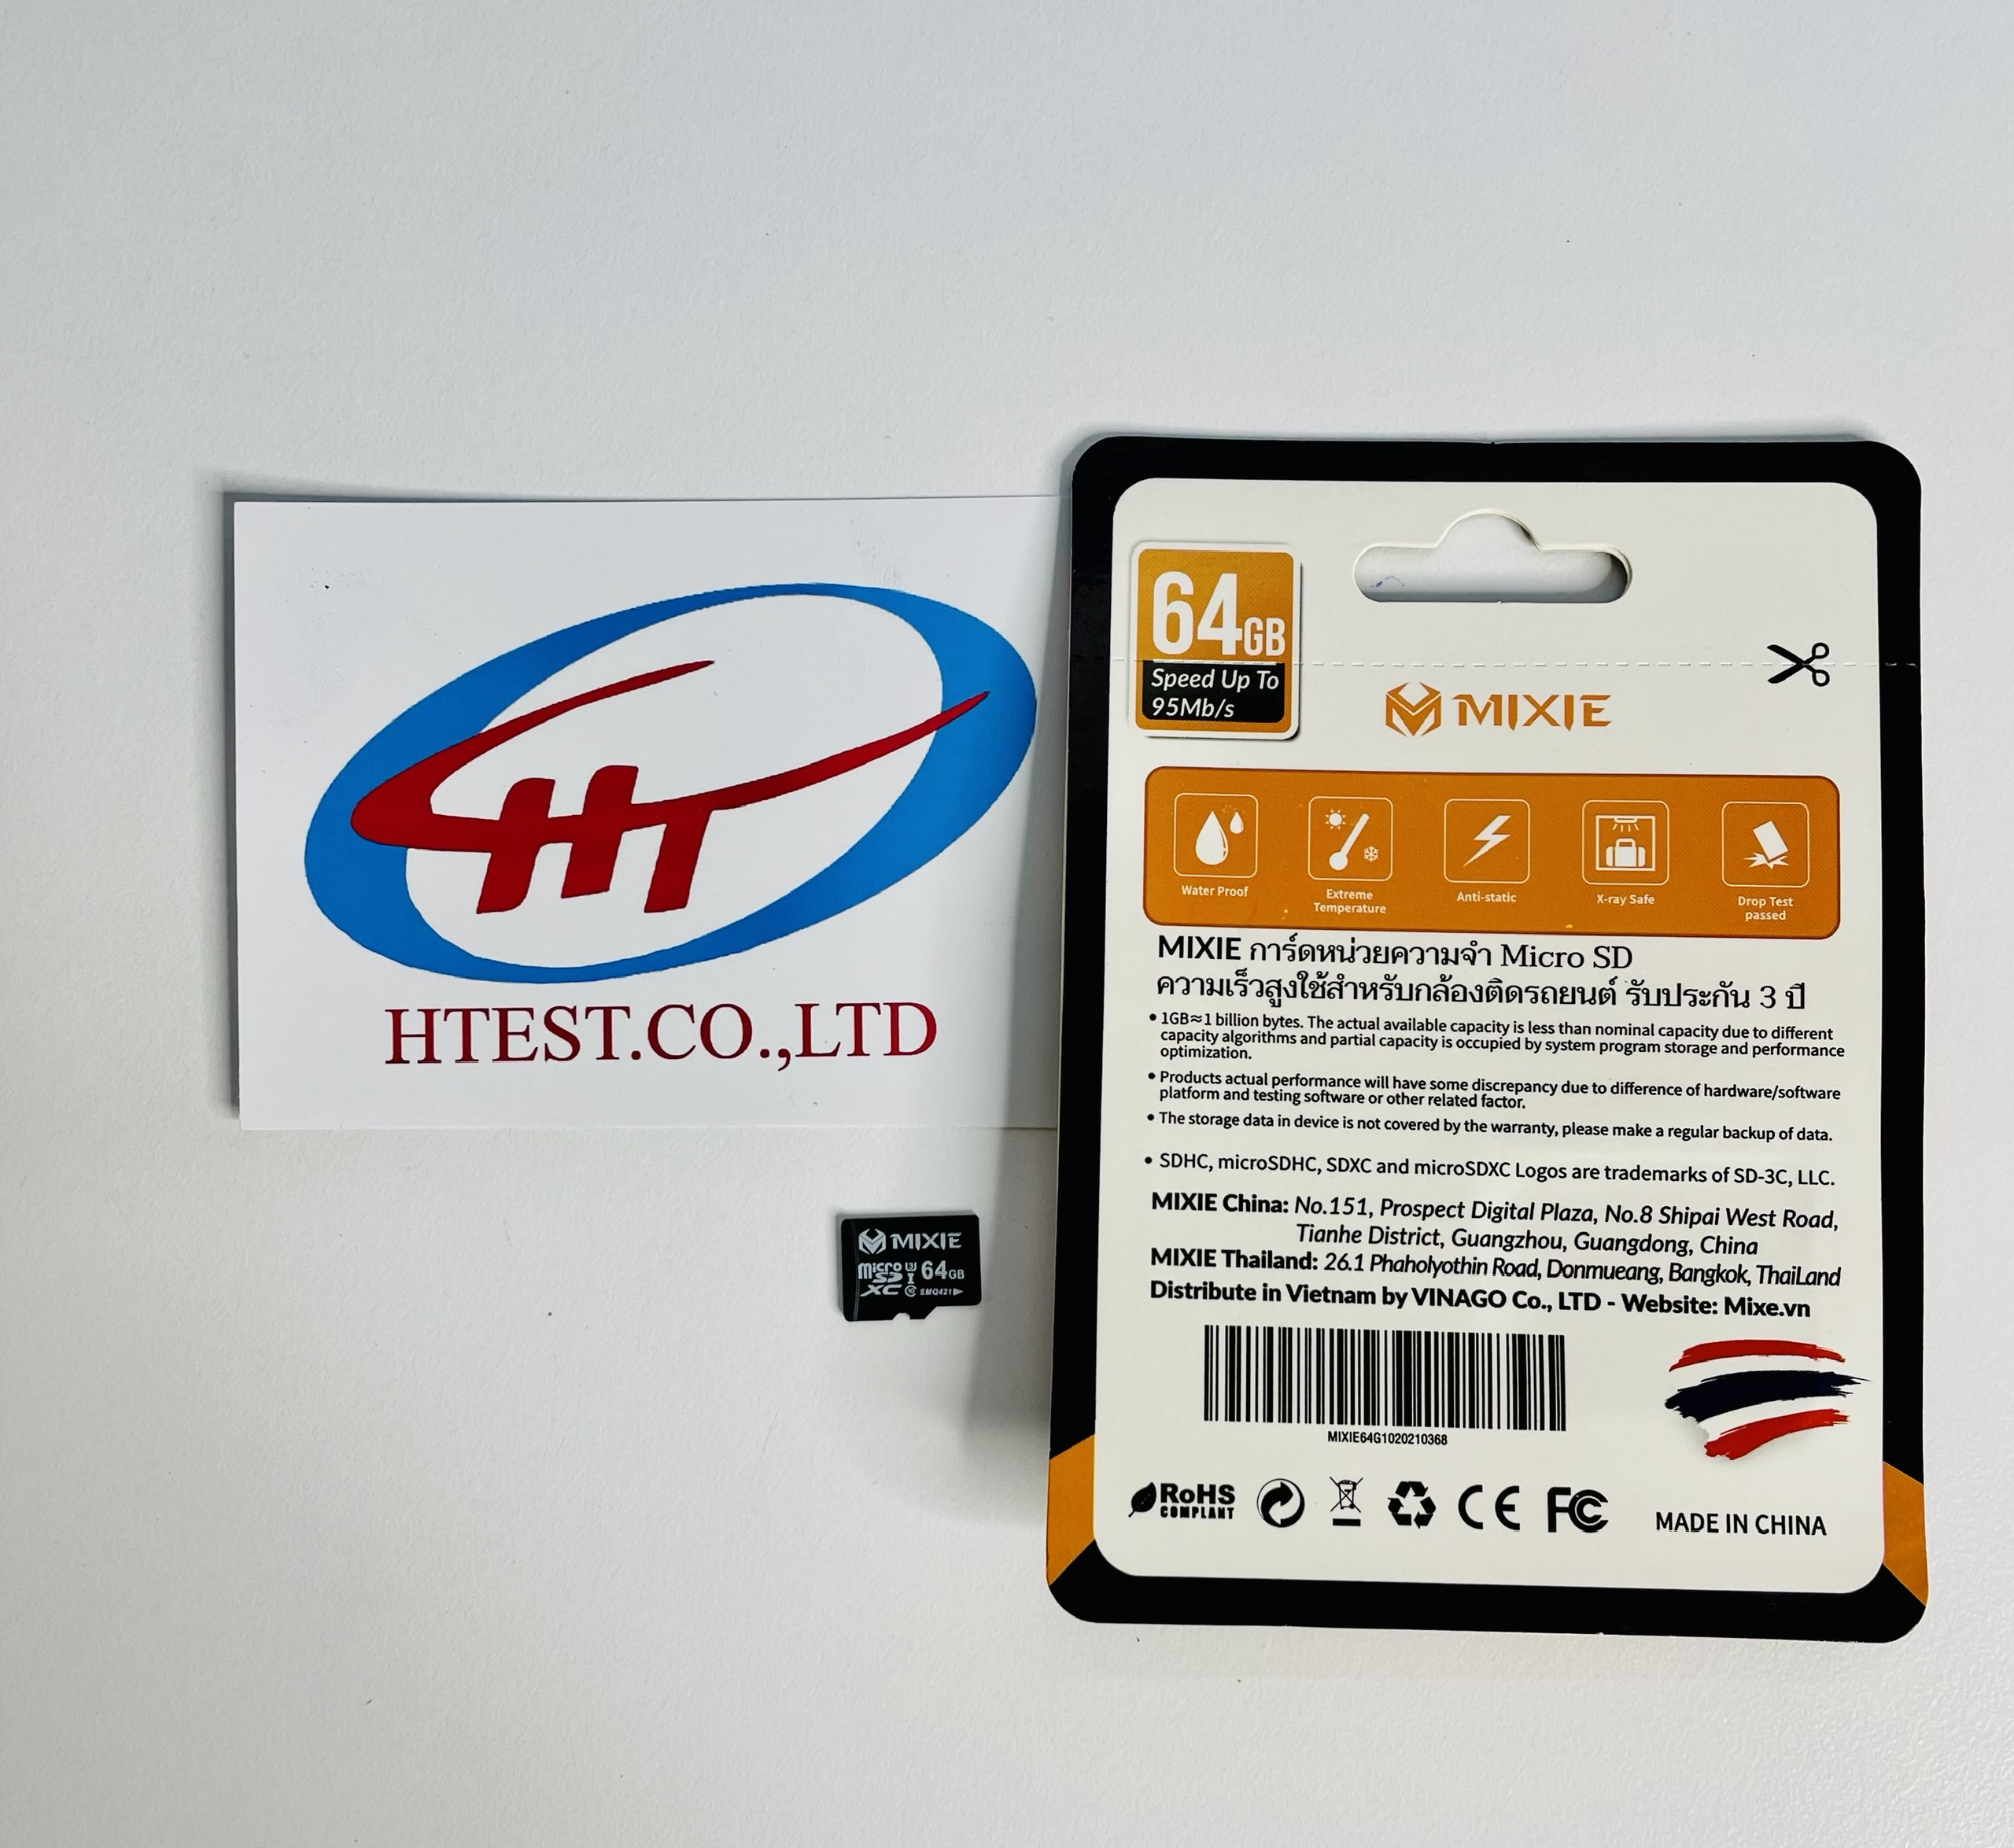 HT
HTEST.CO.,LTD
MIXIE
micro SD XC U3 I 10 64GB
SMQ421
64GB
Speed Up To
95Mb/s
MIXIE
Water Proof
Extreme
Temperature
Anti-static
X-ray Safe
Drop Test
passed
MIXIE การ์ดหน่วยความจำ Micro SD
ความเร็วสูงใช้สำหรับกล้องติดรถยนต์ รับประกัน 3 ปี
• 1GB≈1 billion bytes. The actual available capacity is less than nominal capacity due to different
capacity algorithms and partial capacity is occupied by system program storage and performance
optimization.
• Products actual performance will have some discrepancy due to difference of hardware/software
platform and testing software or other related factor.
• The storage data in device is not covered by the warranty, please make a regular backup of data.
• SDHC, microSDHC, SDXC and microSDXC Logos are trademarks of SD-3C, LLC.
MIXIE China: No.151, Prospect Digital Plaza, No.8 Shipai West Road,
Tianhe District, Guangzhou, Guangdong, China
MIXIE Thailand: 26.1 Phaholyothin Road, Donmueang, Bangkok, ThaiLand
Distribute in Vietnam by VINAGO Co., LTD - Website: Mixe.vn
MIXIE64G1020210368
RoHS
COMPLIANT
CE FC
MADE IN CHINA